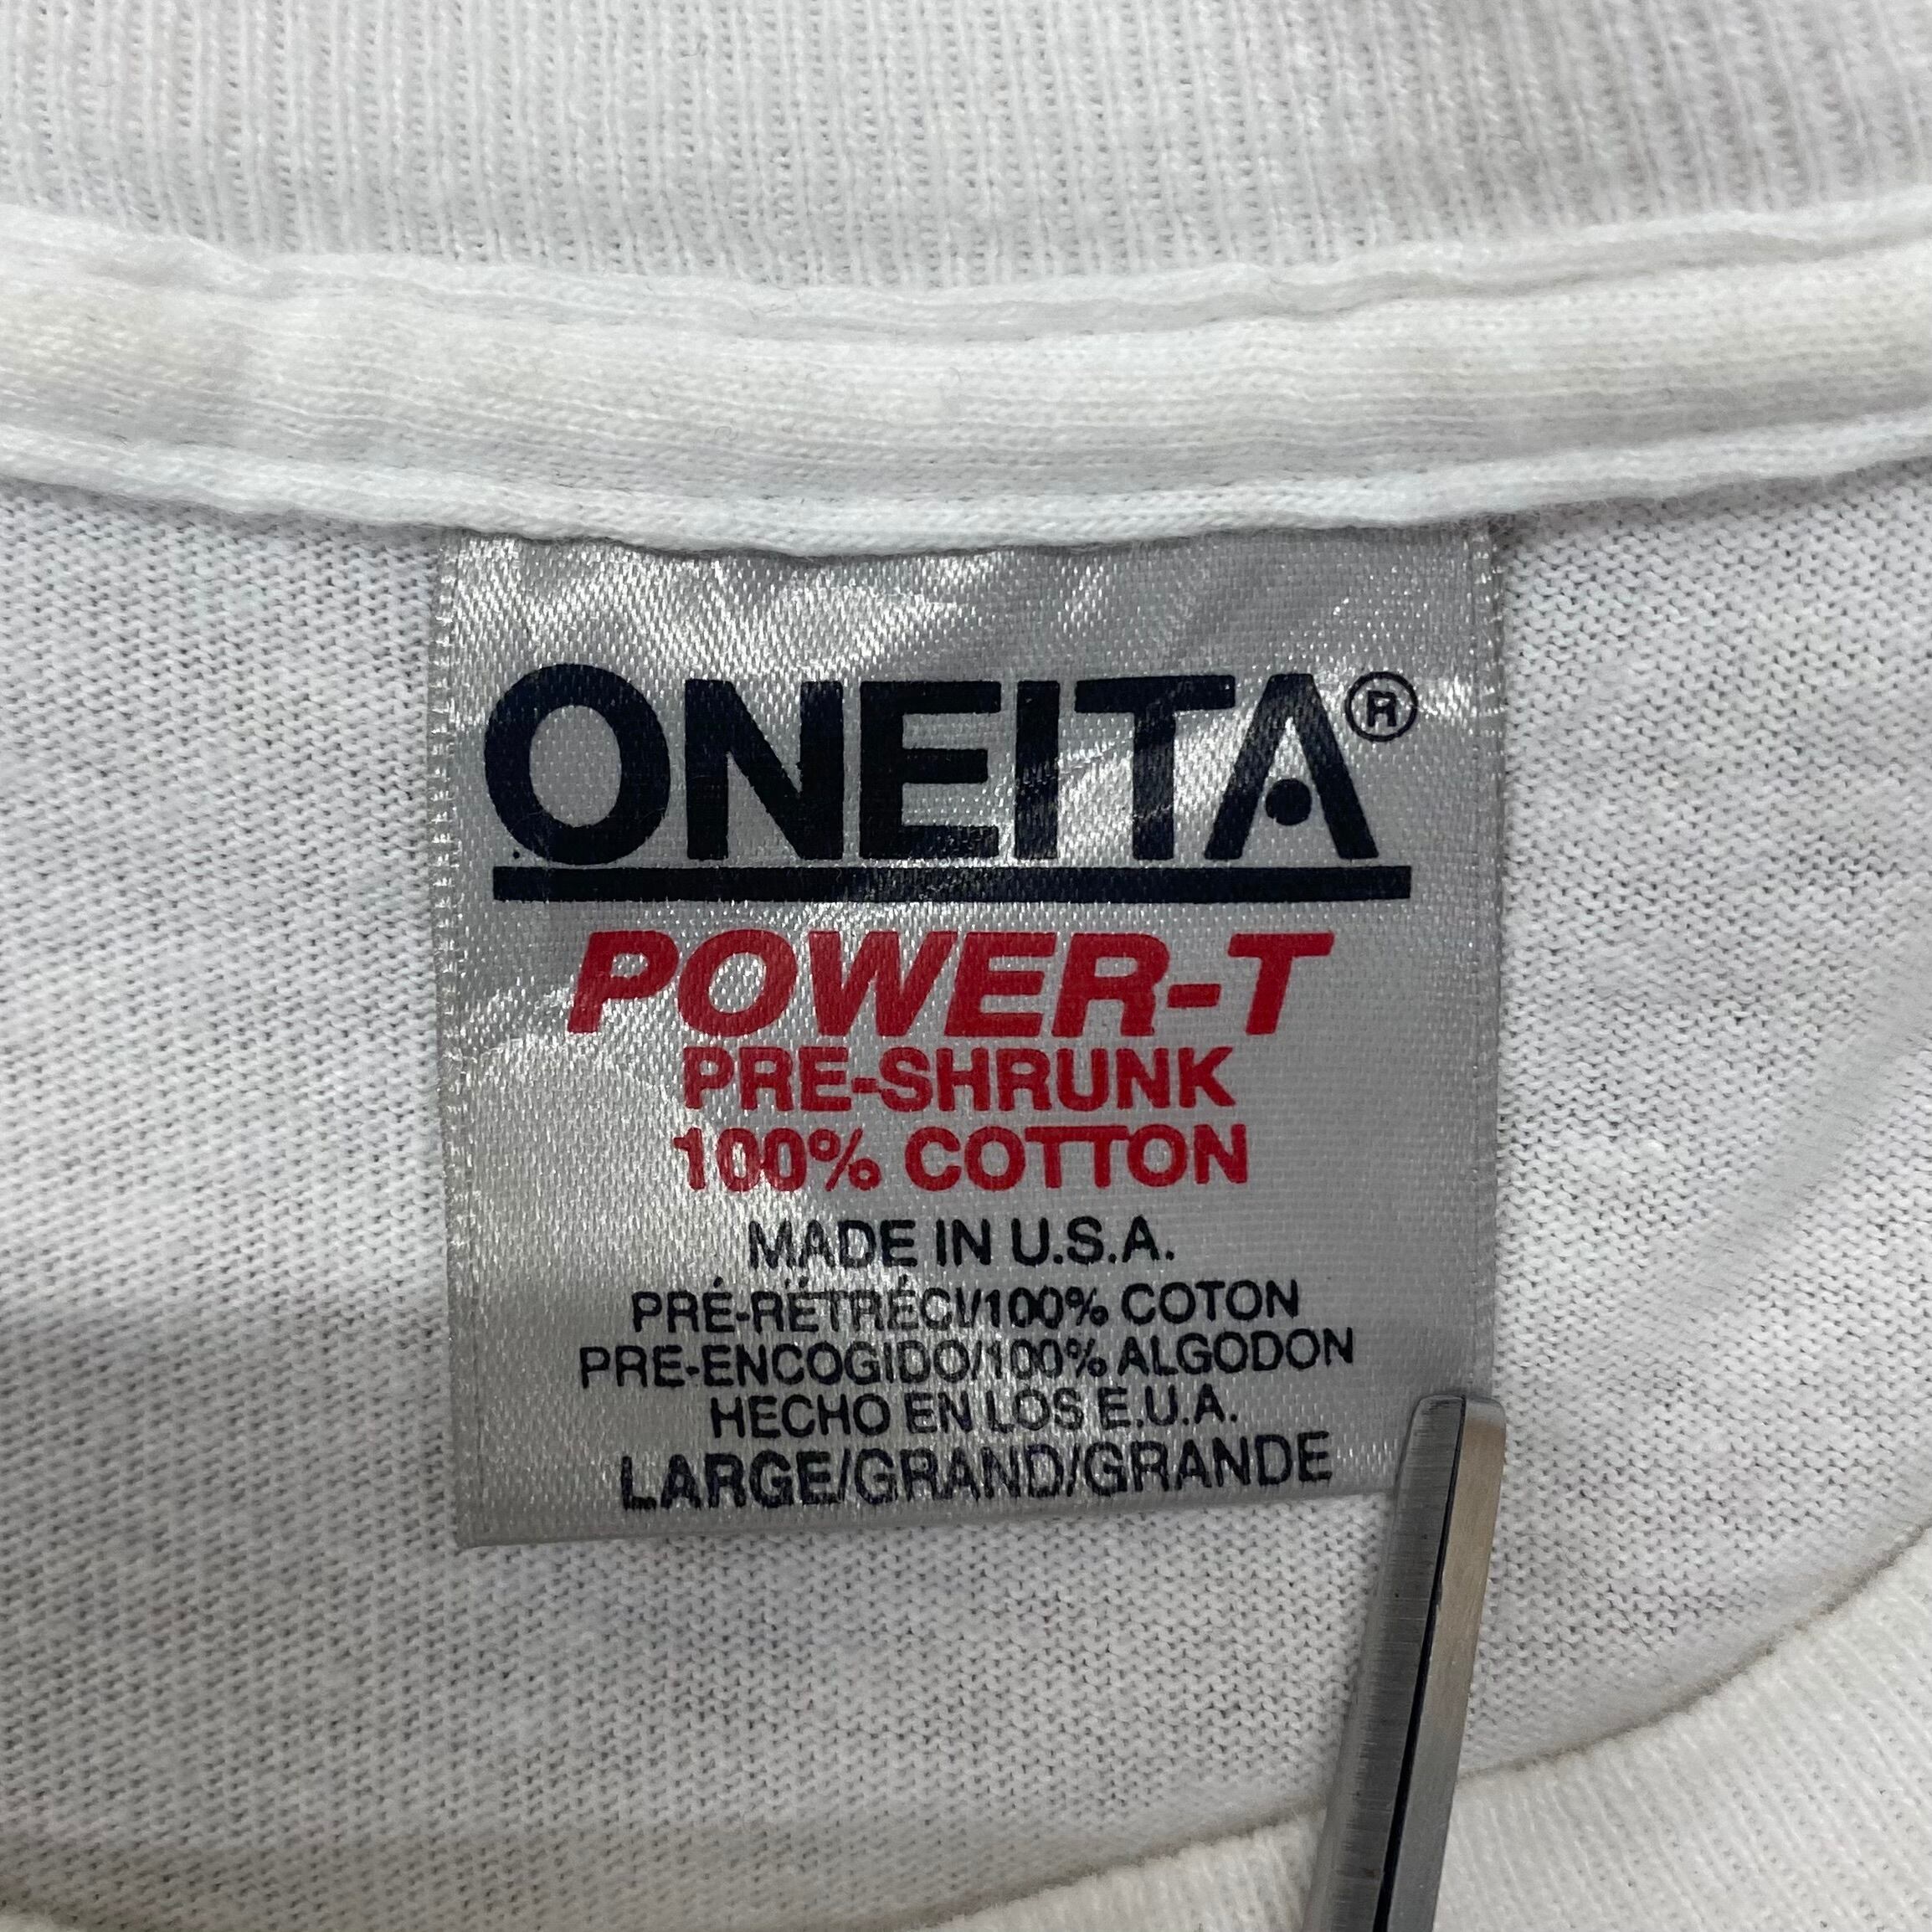 ONEITA®
POWER-T
PRE-SHRUNK
100% COTTON
MADE IN U.S.A.
PRÉ-RËTRÉCI/100% COTON
PRE-ENCOGIDO/100% ALGODON
HECHO EN LOS E.U.A.
LARGE/GRAND/GRANDE